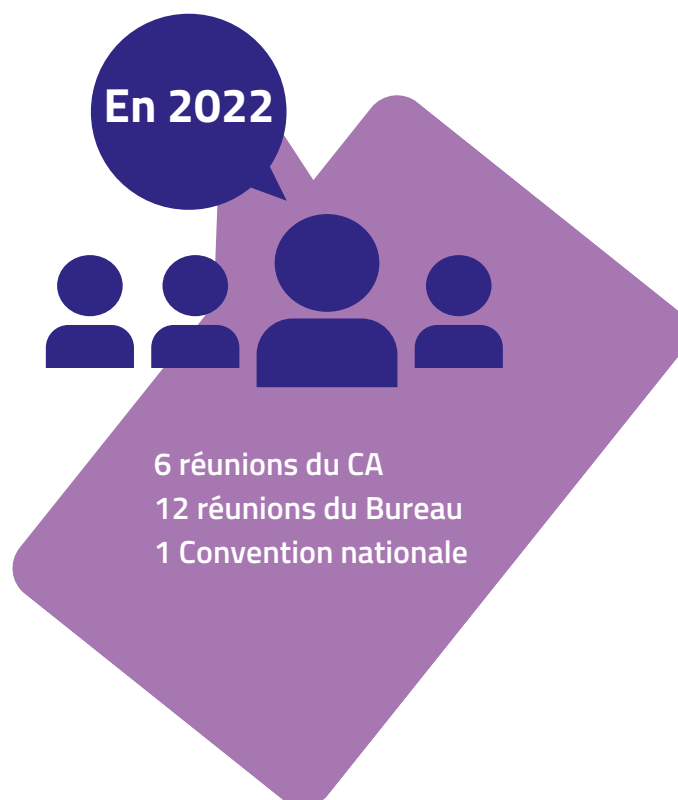 En 2022
6 réunions du CA
12 réunions du Bureau
1 Convention nationale